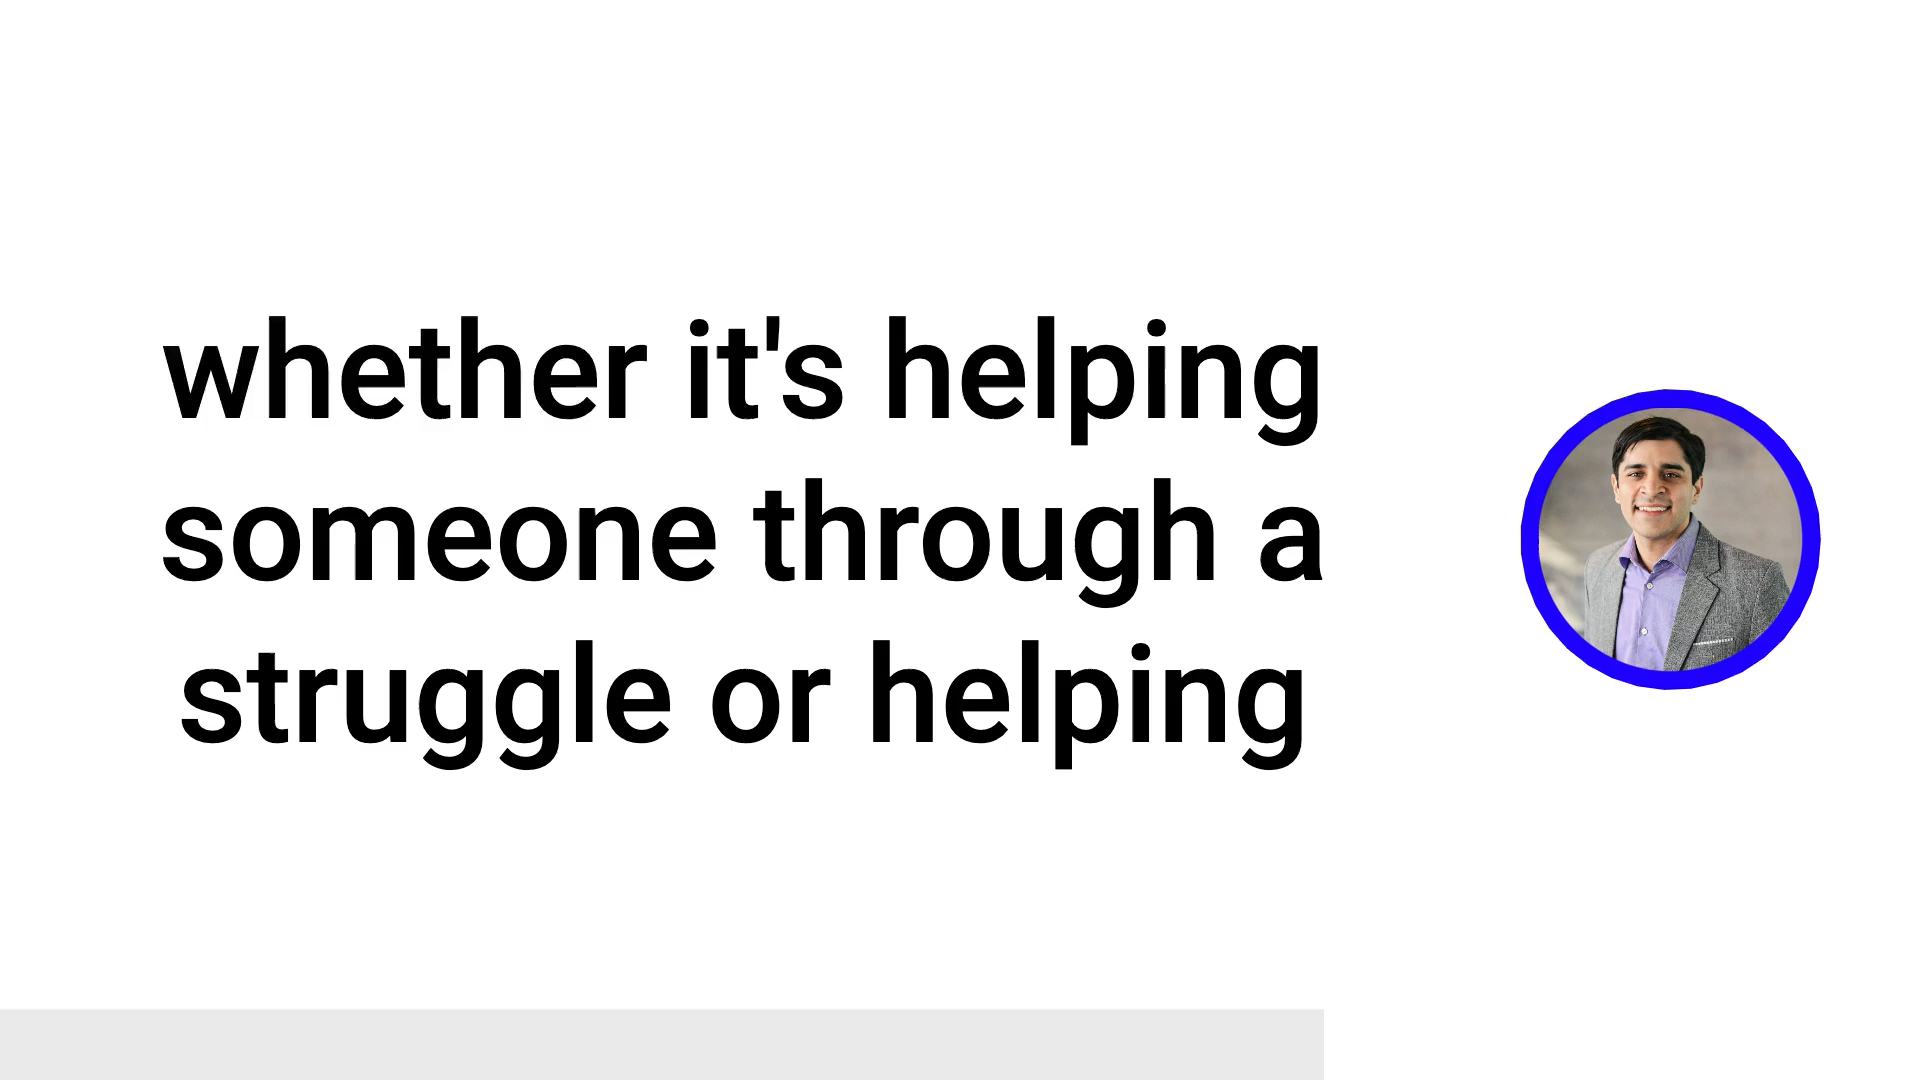 whether it's helping
someone through a
struggle or helping